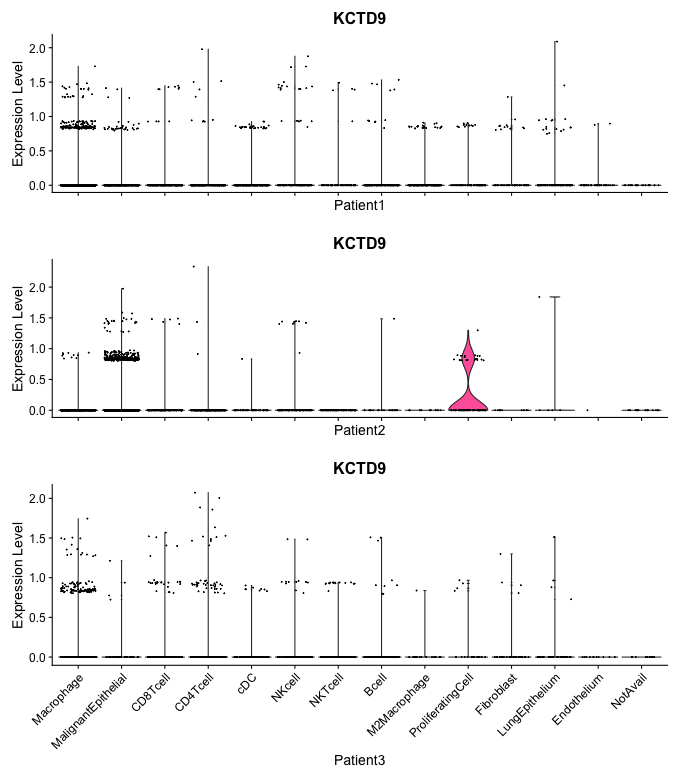 KCTD9
Expression Level
2.0
1.5
1.0
0.5
0.0
Patient1
KCTD9
Expression Level
2.0
1.5
1.0
0.5
0.0
Patient2
KCTD9
Expression Level
2.0
1.5
1.0
0.5
0.0
Macrophage
MalignantEpithelial
CD8Tcell
CD4Tcell
cDC
NKcell
NKTcell
Bcell
M2Macrophage
ProliferatingCell
Fibroblast
LungEpithelium
Endothelium
NotAvail
Patient3